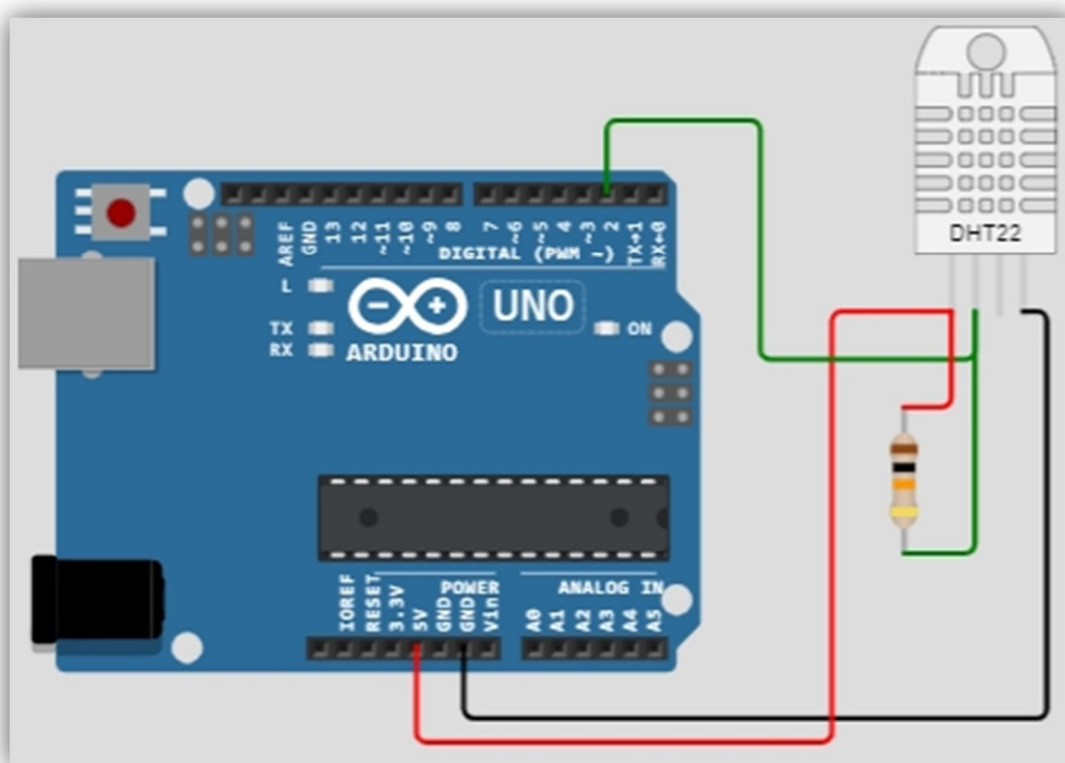 DHT22
AREF
GND
13
12
~11
~10
~9
8
7
~6
~5
4
~3
2
TX→1
RX←0
DIGITAL (PWM ~)
L
TX
RX
UNO
ON
ARDUINO
POWER
ANALOG IN
IOREF
RESET
3.3V
5V
GND
GND
Vin
A0
A1
A2
A3
A4
A5